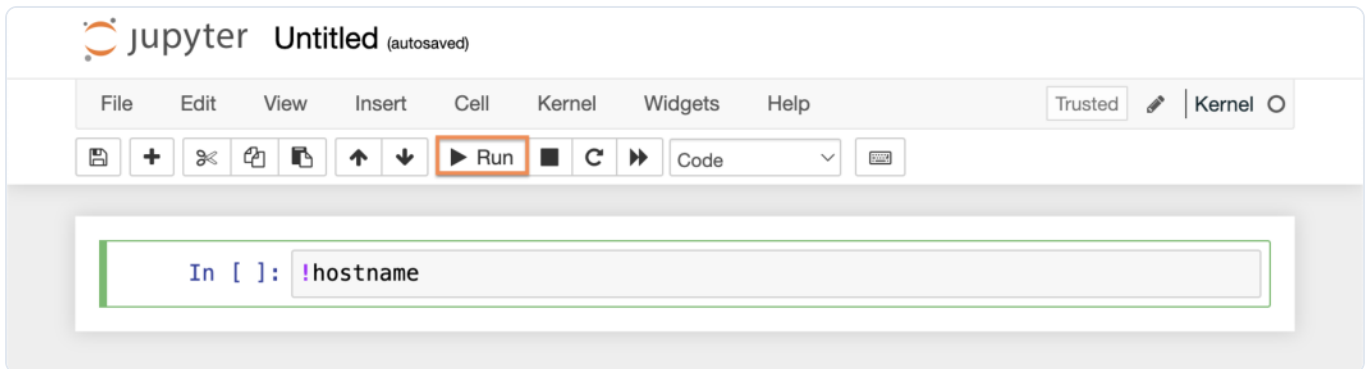 jupyter Untitled (autosaved)
File Edit View Insert Cell Kernel Widgets Help Trusted Kernel
Run Code
In [ ]: !hostname